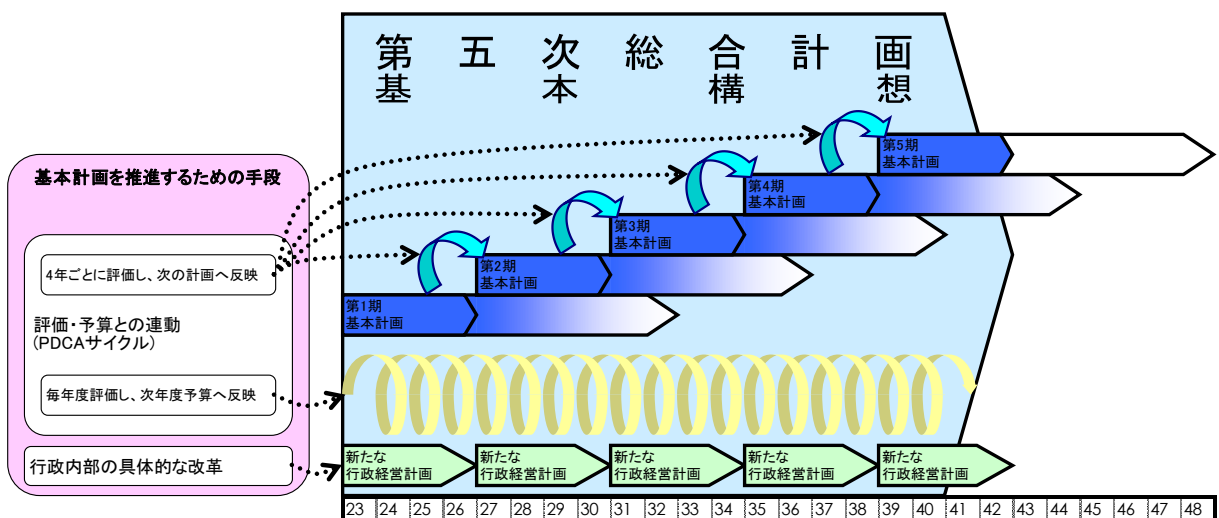 第五次総合計画
基本構想
基本計画を推進するための手段
4年ごとに評価し、次の計画へ反映
評価・予算との連動
(PDCAサイクル)
毎年度評価し、次年度予算へ反映
行政内部の具体的な改革
第5期
基本計画
第4期
基本計画
第3期
基本計画
第2期
基本計画
第1期
基本計画
新たな
行政経営計画
新たな
行政経営計画
新たな
行政経営計画
新たな
行政経営計画
新たな
行政経営計画
23 24 25 26 27 28 29 30 31 32 33 34 35 36 37 38 39 40 41 42 43 44 45 46 47 48